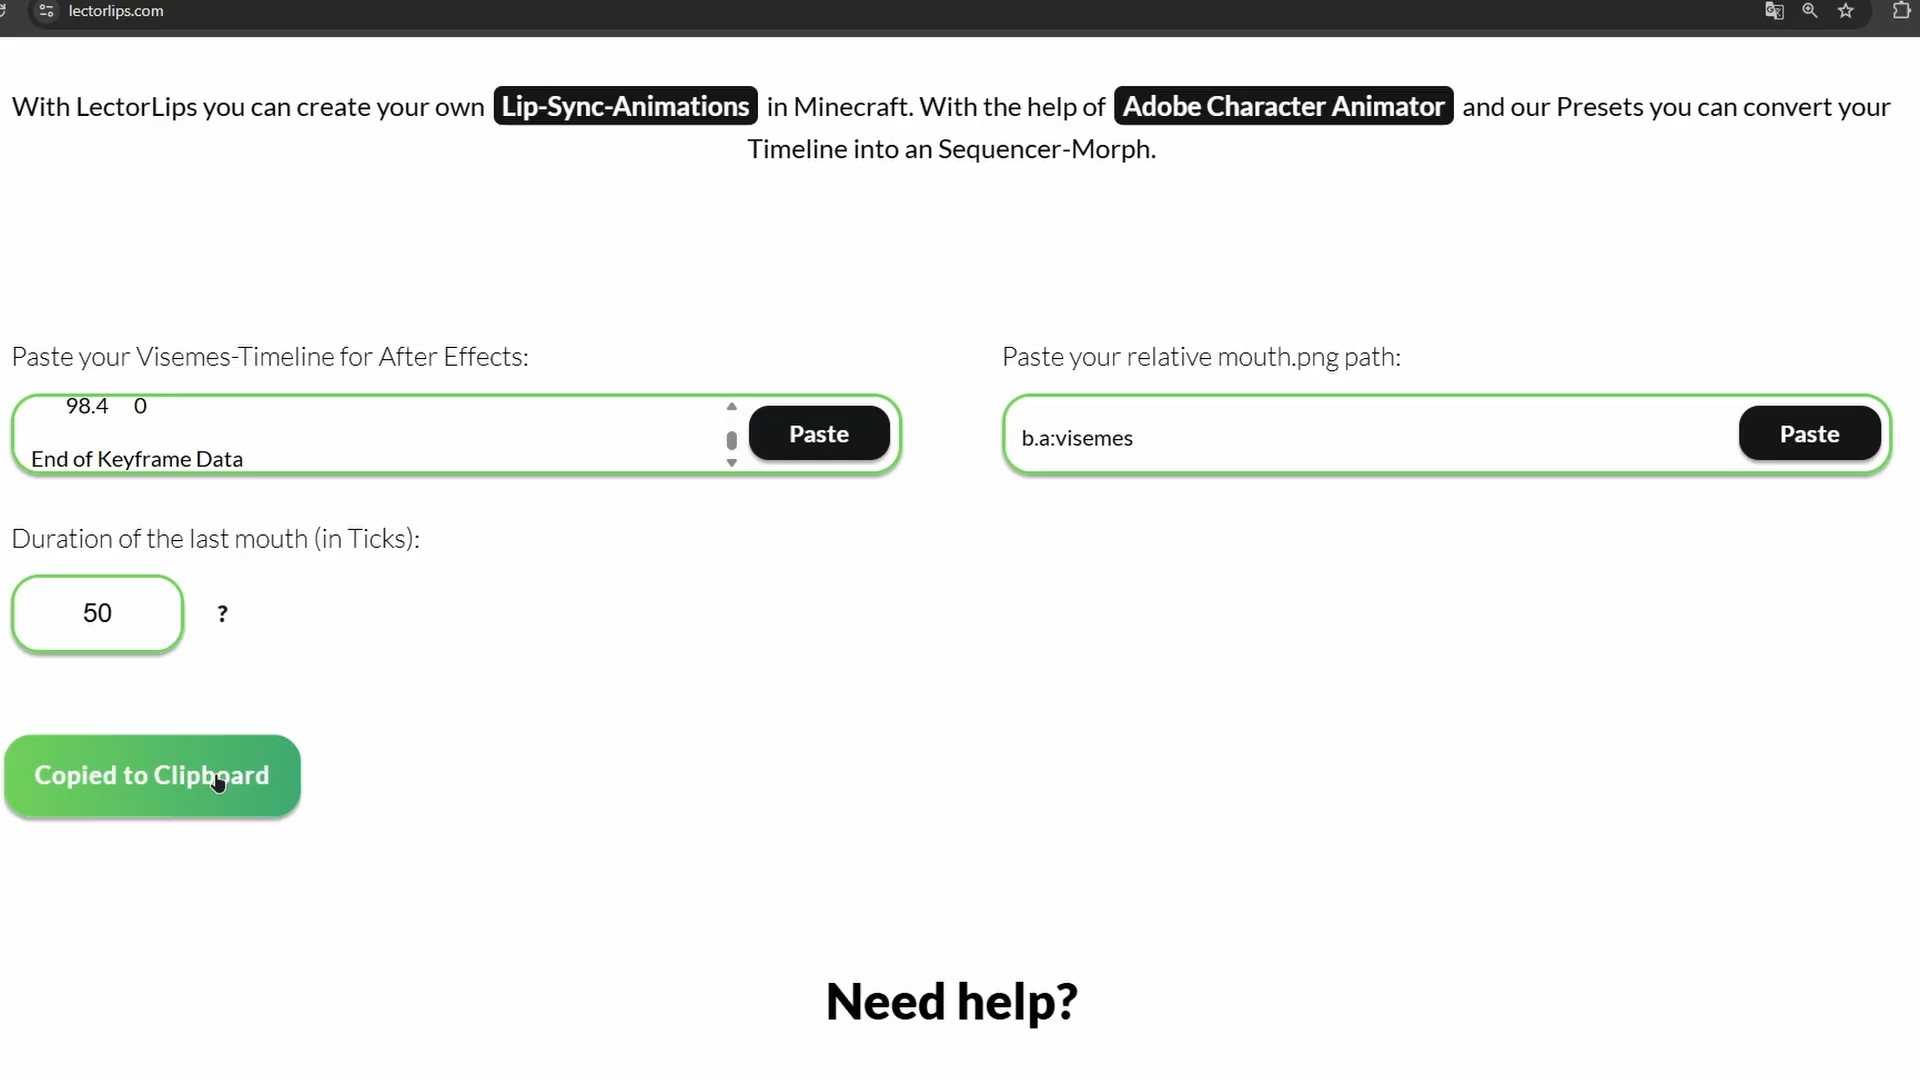 lectorlips.com
With LectorLips you can create your own Lip-Sync-Animations in Minecraft. With the help of Adobe Character Animator and our Presets you can convert your
Timeline into an Sequencer-Morph.
Paste your Visemes-Timeline for After Effects:
Paste your relative mouth.png path:
98.4 0
End of Keyframe Data
Paste
b.a:visemes
Paste
Duration of the last mouth (in Ticks):
50
?
Copied to Clipboard
Need help?